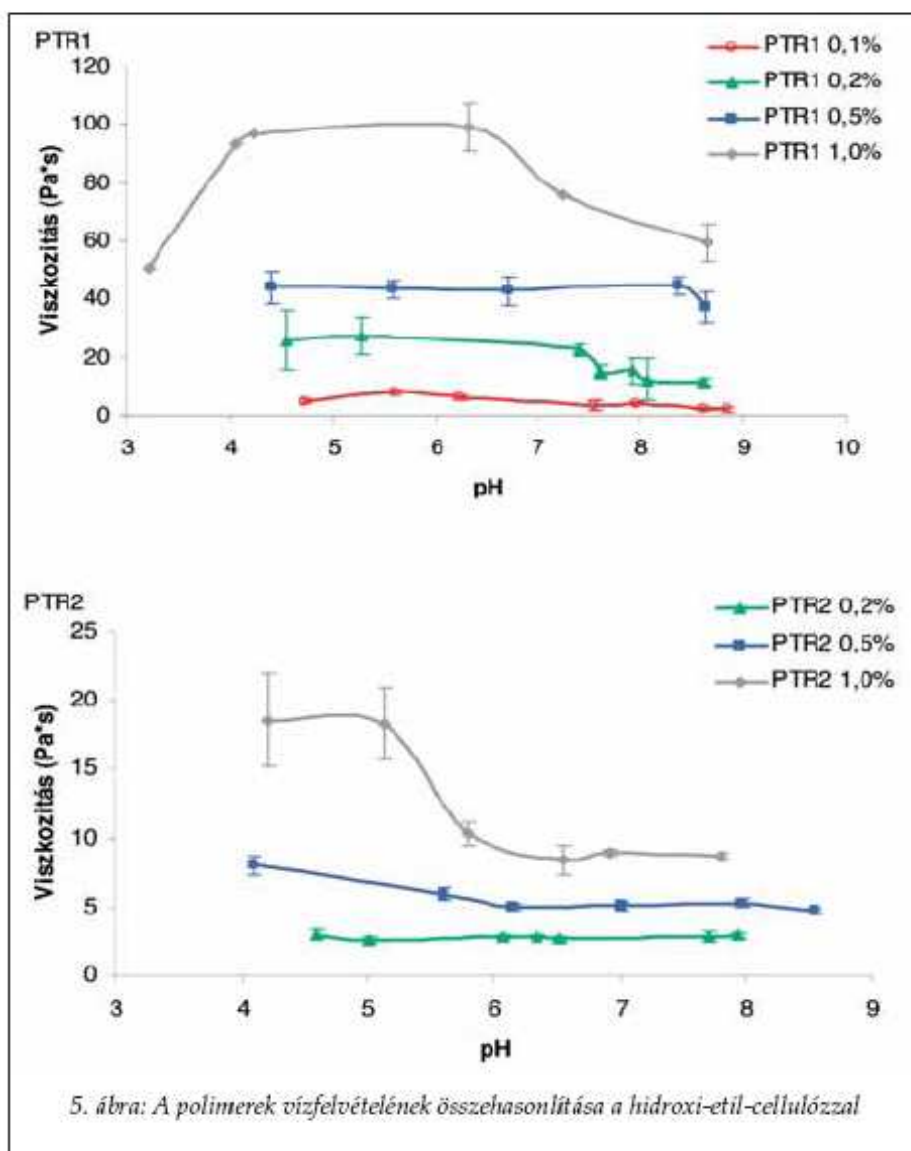 PTR1
PTR1 0,1%
PTR1 0,2%
PTR1 0,5%
PTR1 1,0%
120
100
80
60
40
20
0
Viszkozitás (Pa*s)
3 4 5 6 7 8 9 10
pH
PTR2
PTR2 0,2%
PTR2 0,5%
PTR2 1,0%
25
20
15
10
5
0
Viszkozitás (Pa*s)
3 4 5 6 7 8 9
pH
5. ábra: A polimerek vízfelvételének összehasonlítása a hidroxi-etil-cellulózzal